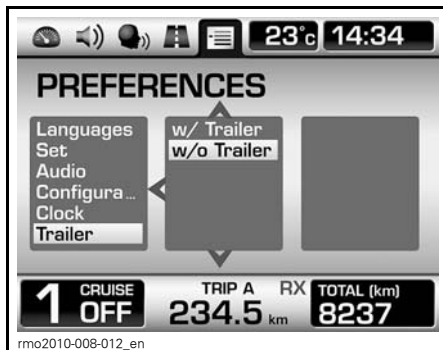 23°c 14:34
PREFERENCES
Languages
Set
Audio
Configura ...
Clock
Trailer
w/ Trailer
w/o Trailer
1 CRUISE OFF
TRIP A
234.5 km
RX
TOTAL (km)
8237
rmo2010-008-012_en